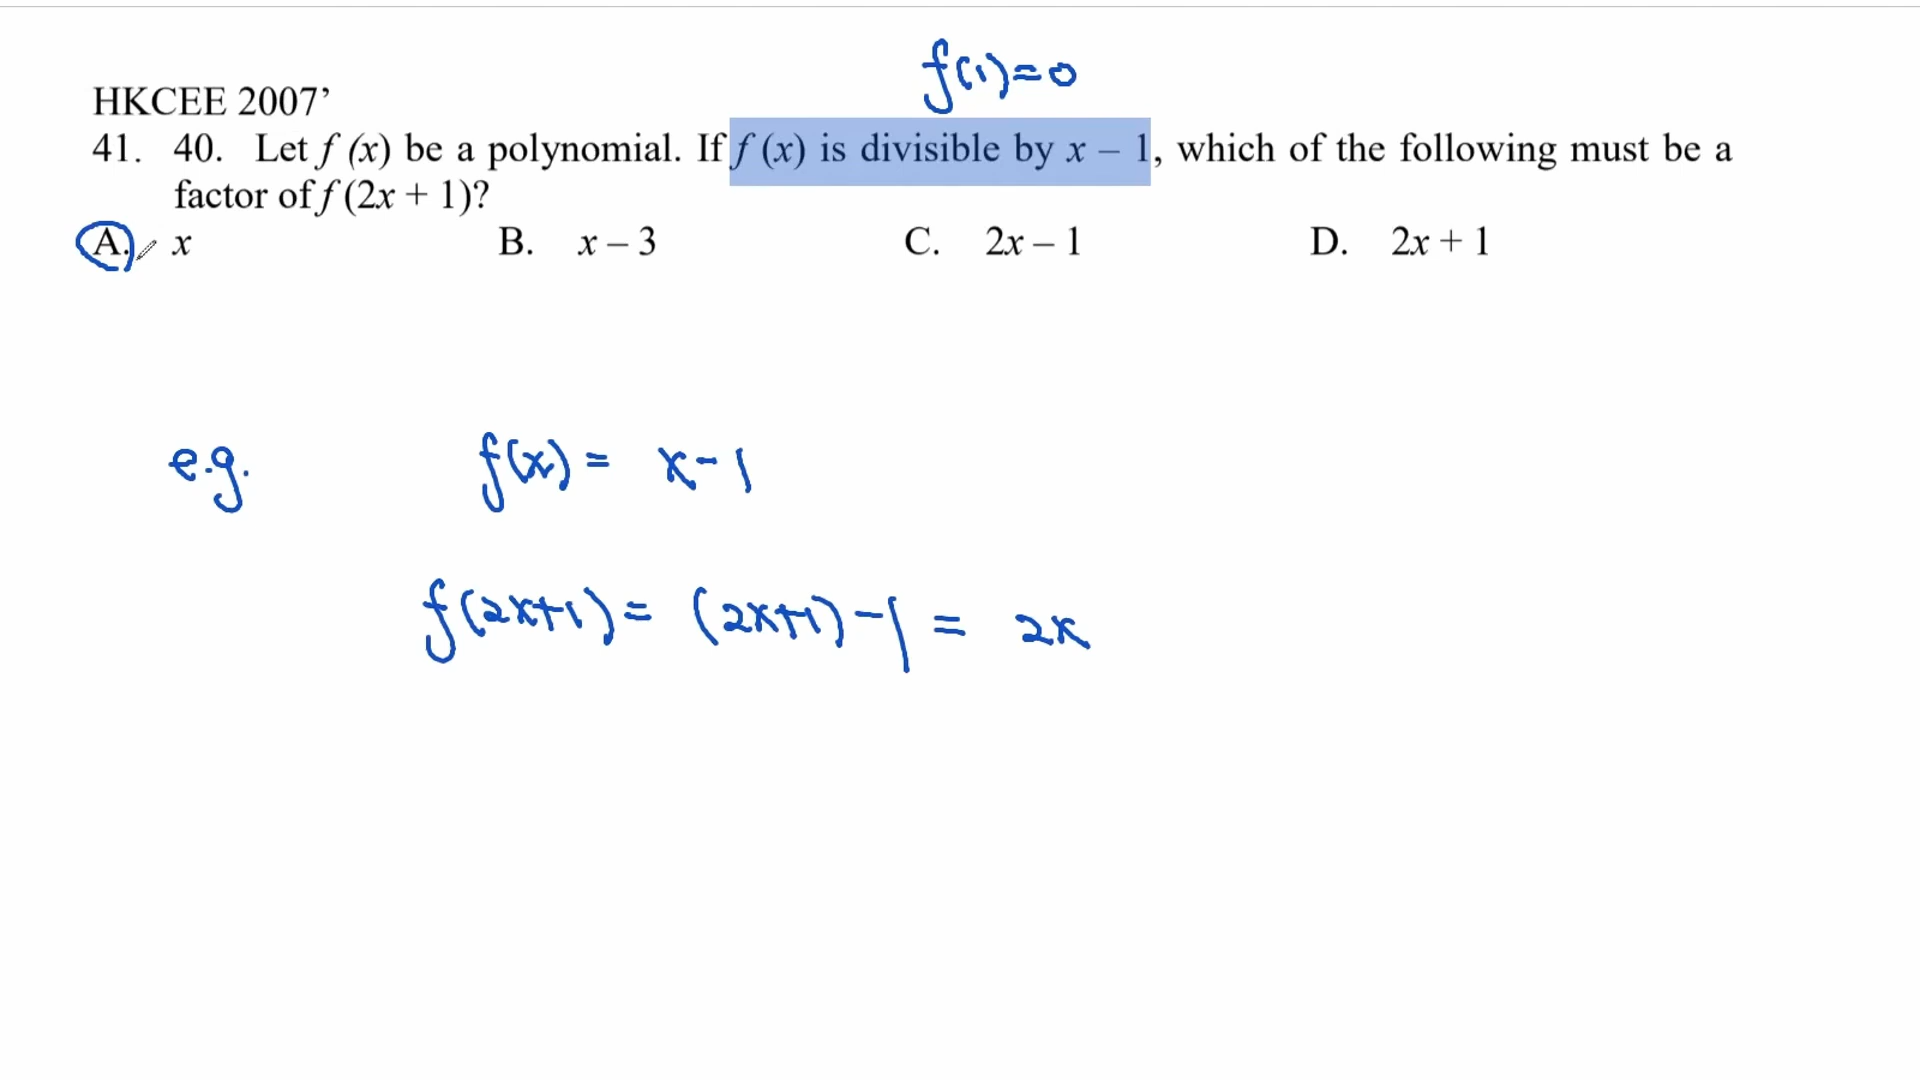 f(1)=0
HKCEE 2007’
41. 40. Let f (x) be a polynomial. If f (x) is divisible by x – 1, which of the following must be a
factor of f (2x + 1)?
A. x B. x – 3 C. 2x – 1 D. 2x + 1
e.g. f(x) = x-1
f(2x+1) = (2x+1)-1 = 2x